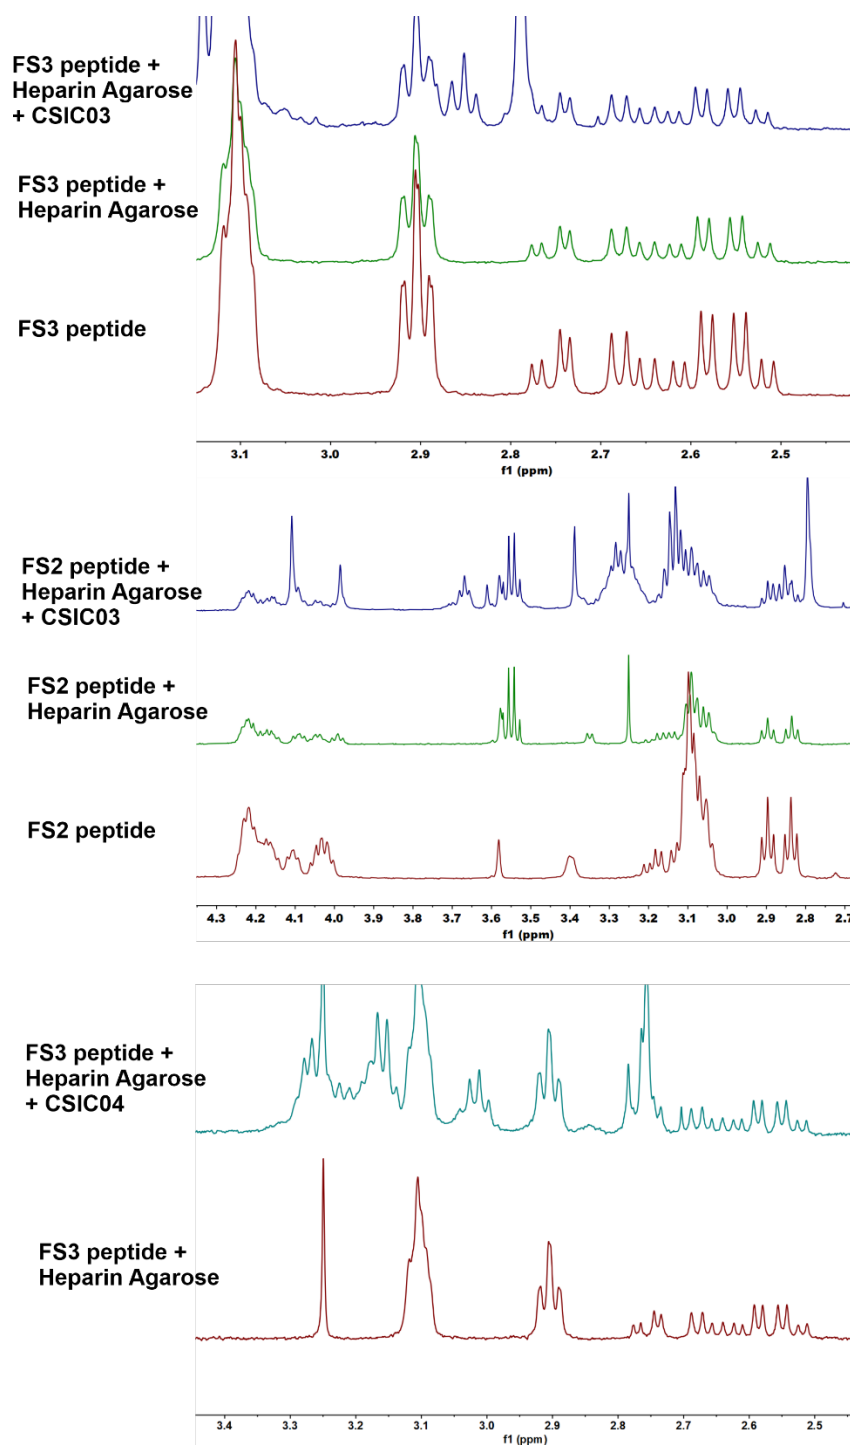 FS3 peptide +
Heparin Agarose
+ CSIC03
FS3 peptide +
Heparin Agarose
FS3 peptide
3.1 3.0 2.9 2.8 2.7 2.6 2.5
f1 (ppm)
FS2 peptide +
Heparin Agarose
+ CSIC03
FS2 peptide +
Heparin Agarose
FS2 peptide
4.3 4.2 4.1 4.0 3.9 3.8 3.7 3.6 3.5 3.4 3.3 3.2 3.1 3.0 2.9 2.8 2.7
f1 (ppm)
FS3 peptide +
Heparin Agarose
+ CSIC04
FS3 peptide +
Heparin Agarose
3.4 3.3 3.2 3.1 3.0 2.9 2.8 2.7 2.6 2.5
f1 (ppm)